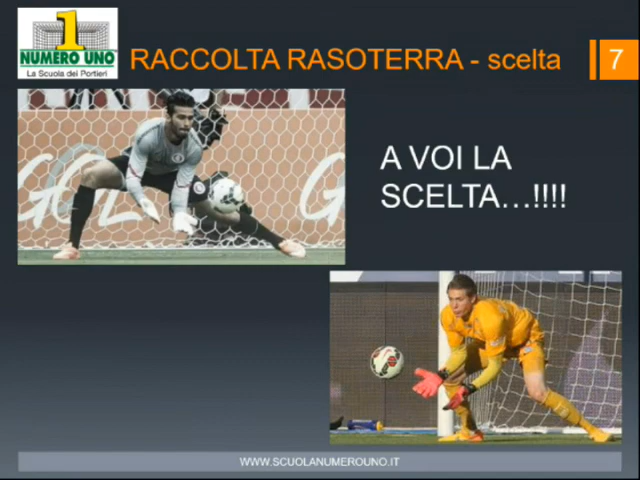 1
NUMERO UNO
La Scuola dei Portieri
RACCOLTA RASOTERRA - scelta
7
A VOI LA
SCELTA...!!!!
WWW.SCUOLANUMEROUNO.IT